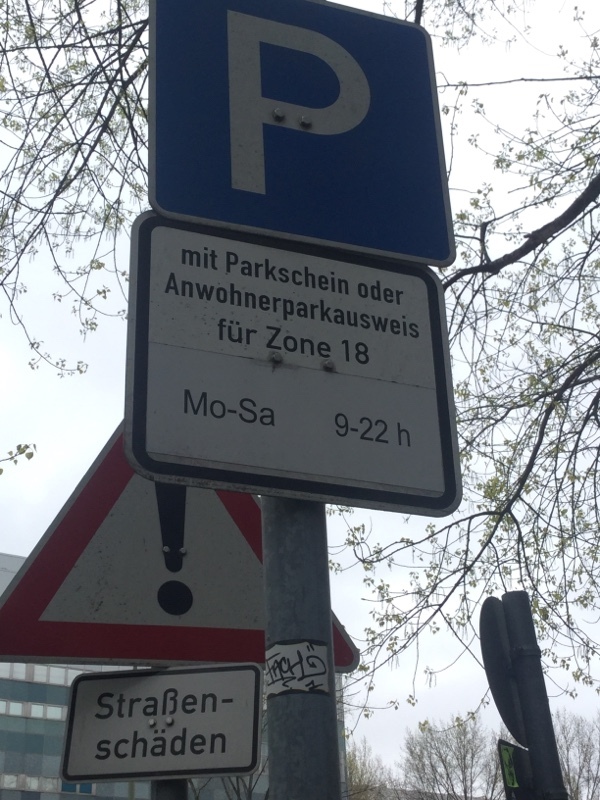 P
mit Parkschein oder
Anwohnerparkausweis
für Zone 18
Mo-Sa 9-22 h
!
Straßen-
schäden